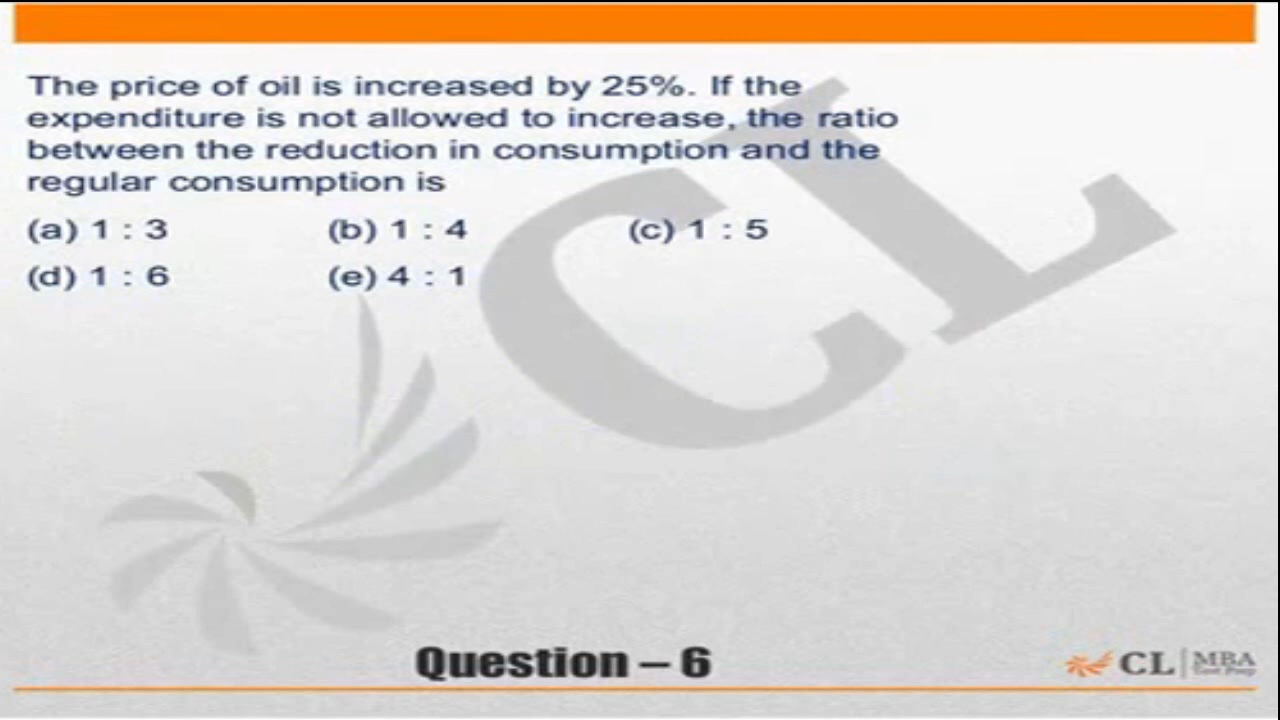 The price of oil is increased by 25%. If the
expenditure is not allowed to increase, the ratio
between the reduction in consumption and the
regular consumption is
(a) 1 : 3 (b) 1 : 4 (c) 1 : 5
(d) 1 : 6 (e) 4 : 1
CL
Question – 6
CL MBA
Test Prep